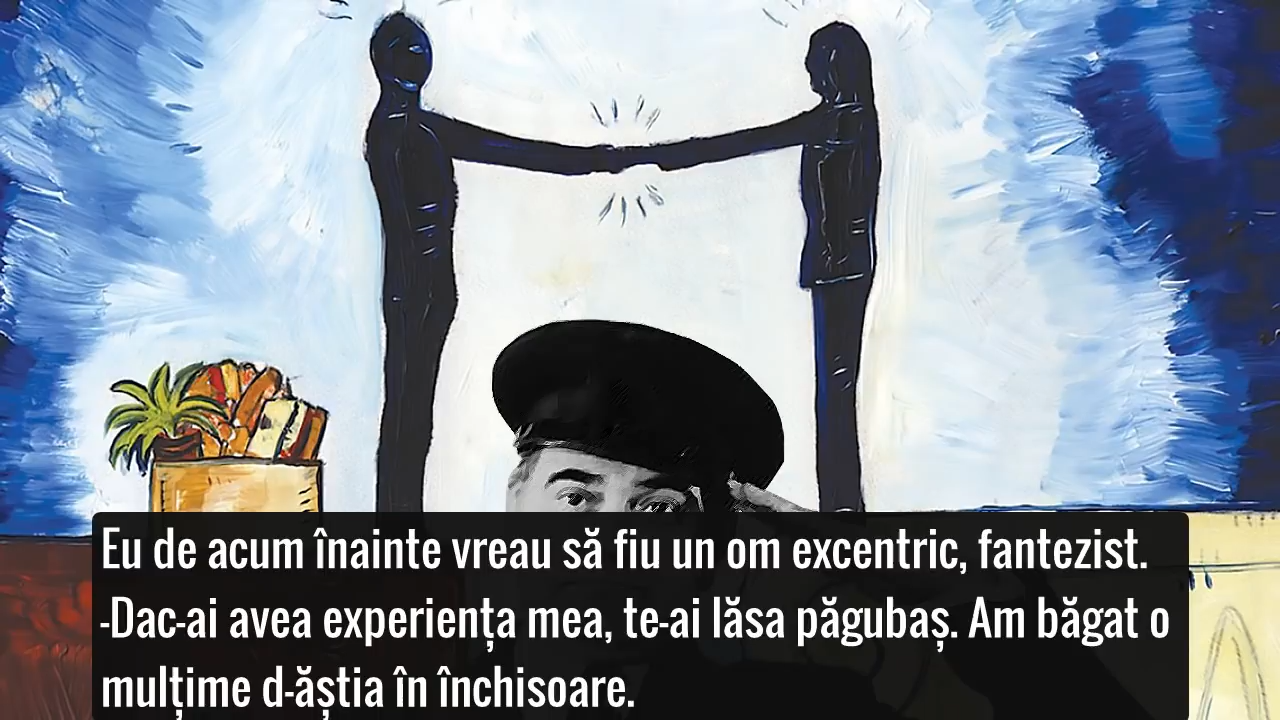 Eu de acum înainte vreau să fiu un om excentric, fantezist.
-Dac-ai avea experiența mea, te-ai lăsa păgubaș. Am băgat o
mulțime d-ăștia în închisoare.